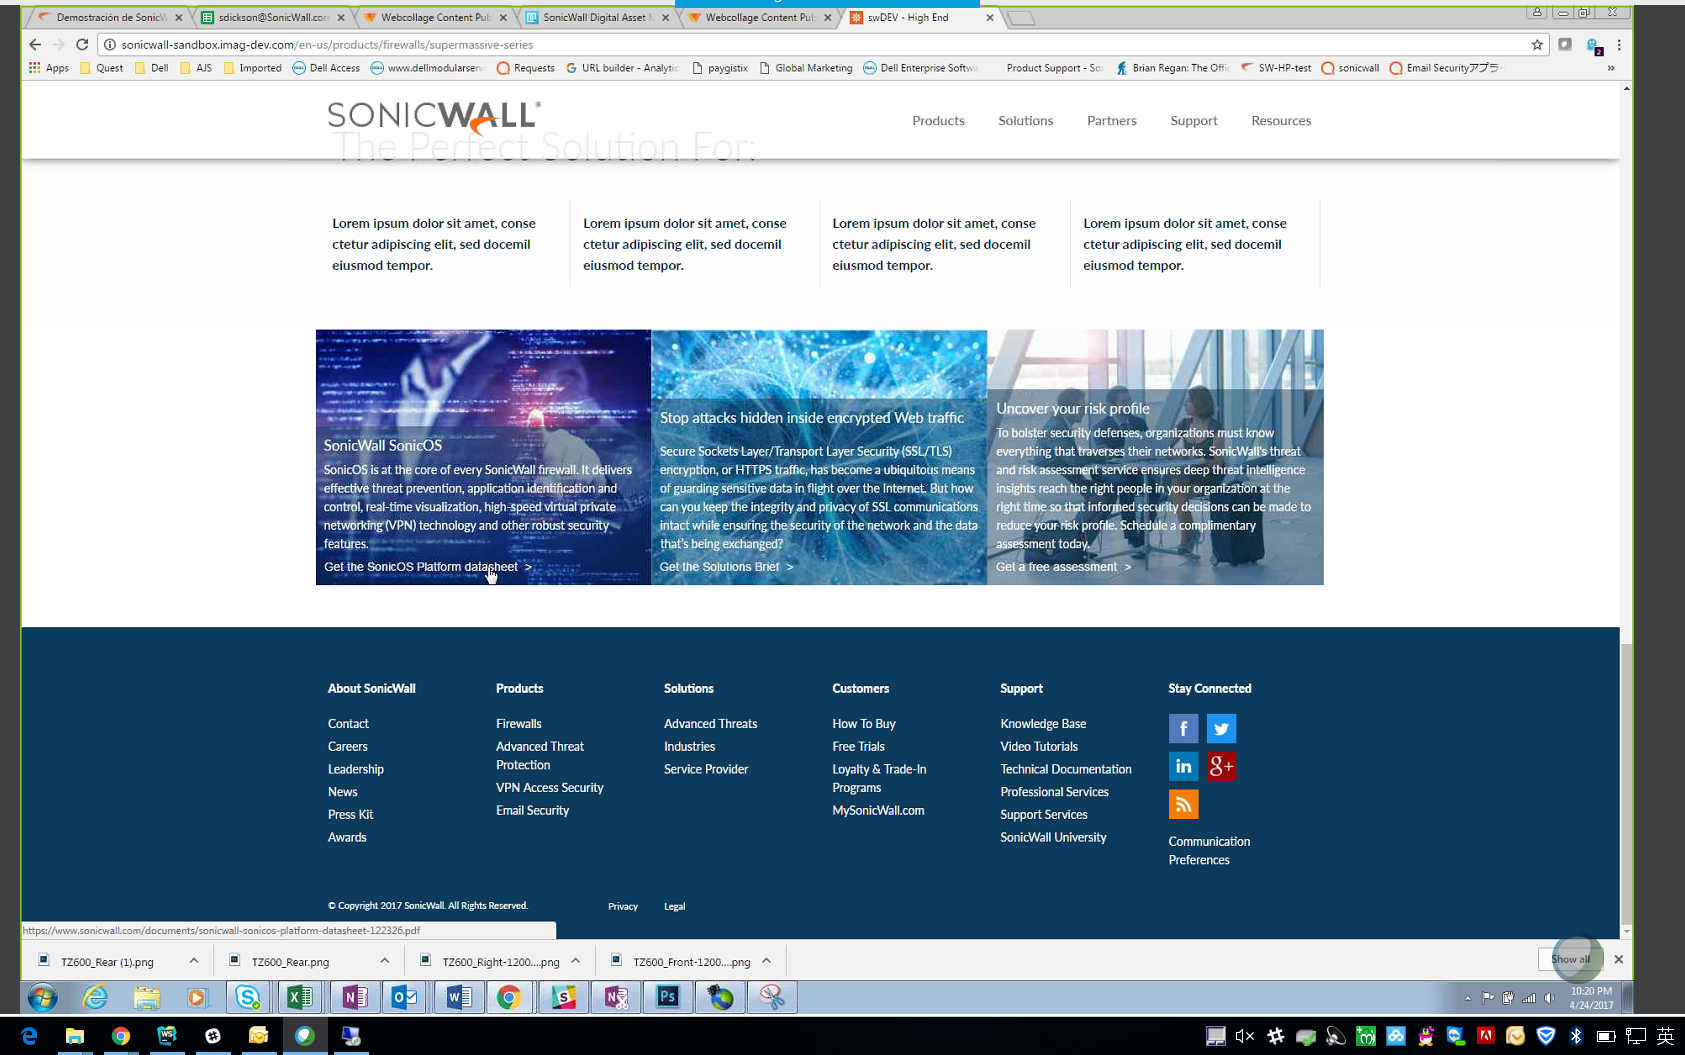 Demostración de SonicW
sdickson@SonicWall.com
Webcollage Content Pub
SonicWall Digital Asset M
Webcollage Content Pub
swDEV - High End
sonicwall-sandbox.imag-dev.com/en-us/products/firewalls/supermassive-series
Apps
Quest
Dell
AJS
Imported
Dell Access
www.dellmodularserv
Requests
URL builder - Analytic
paygistix
Global Marketing
Dell Enterprise Softwa
Product Support - So
Brian Regan: The Offic
SW-HP-test
sonicwall
Email Securityアプラー
»
SONICWALL®
Products
Solutions
Partners
Support
Resources
The Perfect Solution For:
Lorem ipsum dolor sit amet, conse
ctetur adipiscing elit, sed docemil
eiusmod tempor.
Lorem ipsum dolor sit amet, conse
ctetur adipiscing elit, sed docemil
eiusmod tempor.
Lorem ipsum dolor sit amet, conse
ctetur adipiscing elit, sed docemil
eiusmod tempor.
Lorem ipsum dolor sit amet, conse
ctetur adipiscing elit, sed docemil
eiusmod tempor.
SonicWall SonicOS
SonicOS is at the core of every SonicWall firewall. It delivers
effective threat prevention, application identification and
control, real-time visualization, high-speed virtual private
networking (VPN) technology and other robust security
features.
Get the SonicOS Platform datasheet >
Stop attacks hidden inside encrypted Web traffic
Secure Sockets Layer/Transport Layer Security (SSL/TLS)
encryption, or HTTPS traffic, has become a ubiquitous means
of guarding sensitive data in flight over the Internet. But how
can you keep the integrity and privacy of SSL communications
intact while ensuring the security of the network and the data
that's being exchanged?
Get the Solutions Brief >
Uncover your risk profile
To bolster security defenses, organizations must know
everything that traverses their networks. SonicWall's threat
and risk assessment service ensures deep threat intelligence
insights reach the right people in your organization at the
right time so that informed security decisions can be made to
reduce your risk profile. Schedule a complimentary
assessment today.
Get a free assessment >
About SonicWall
Contact
Careers
Leadership
News
Press Kit
Awards
Products
Firewalls
Advanced Threat
Protection
VPN Access Security
Email Security
Solutions
Advanced Threats
Industries
Service Provider
Customers
How To Buy
Free Trials
Loyalty & Trade-In
Programs
MySonicWall.com
Support
Knowledge Base
Video Tutorials
Technical Documentation
Professional Services
Support Services
SonicWall University
Stay Connected
f
in
g+
Communication
Preferences
© Copyright 2017 SonicWall. All Rights Reserved.
Privacy
Legal
https://www.sonicwall.com/documents/sonicwall-sonicos-platform-datasheet-122326.pdf
TZ600_Rear (1).png
TZ600_Rear.png
TZ600_Right-1200....png
TZ600_Front-1200....png
Show all
10:20 PM
4/24/2017
英